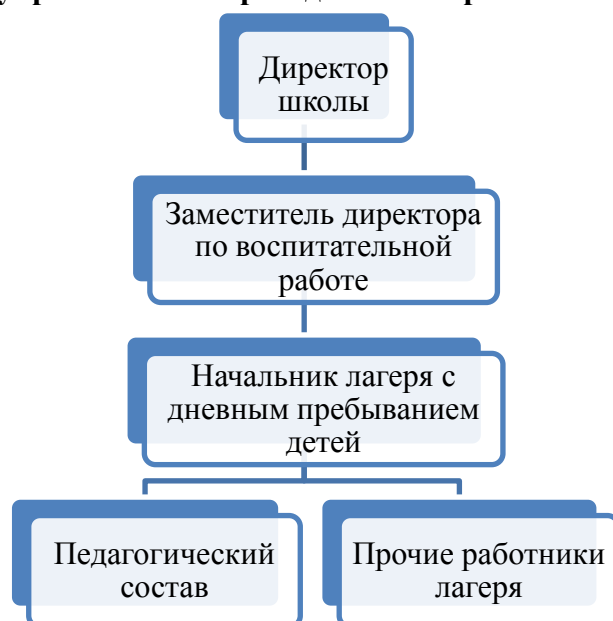 Директор
школы
Заместитель директора
по воспитательной
работе
Начальник лагеря с
дневным пребыванием
детей
Педагогический
состав
Прочие работники
лагеря